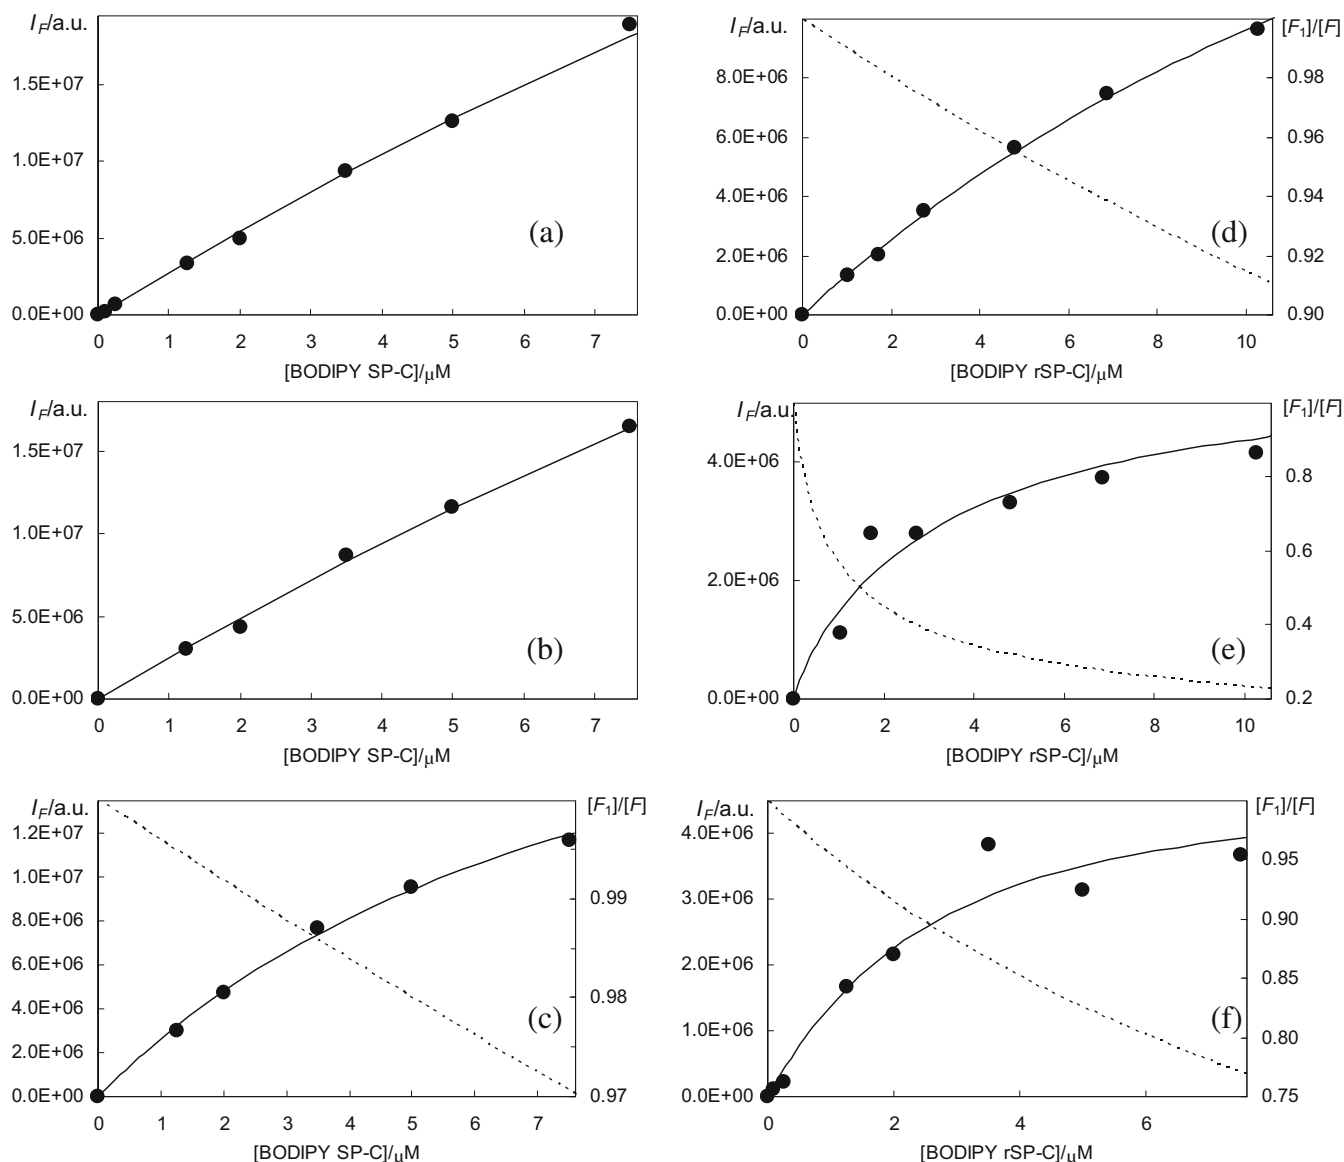 I_F/a.u.
1.5E+07
1.0E+07
5.0E+06
0.0E+00
(a)
0 1 2 3 4 5 6 7
[BODIPY SP-C]/μM
I_F/a.u. [F₁]/[F]
8.0E+06 0.98
6.0E+06 0.96
4.0E+06 0.94
(d)
2.0E+06 0.92
0.0E+00 0.90
0 2 4 6 8 10
[BODIPY rSP-C]/μM
I_F/a.u.
1.5E+07
1.0E+07
5.0E+06
(b)
0.0E+00
0 1 2 3 4 5 6 7
[BODIPY SP-C]/μM
I_F/a.u. [F₁]/[F]
4.0E+06 0.8
0.6
2.0E+06 0.4
(e)
0.0E+00 0.2
0 2 4 6 8 10
[BODIPY rSP-C]/μM
I_F/a.u. [F₁]/[F]
1.2E+07
1.0E+07 0.99
8.0E+06
6.0E+06 0.98
4.0E+06 (c)
2.0E+06
0.0E+00 0.97
0 1 2 3 4 5 6 7
[BODIPY SP-C]/μM
I_F/a.u. [F₁]/[F]
4.0E+06 0.95
3.0E+06 0.90
2.0E+06 0.85
1.0E+06 (f) 0.80
0.0E+00 0.75
0 2 4 6
[BODIPY rSP-C]/μM